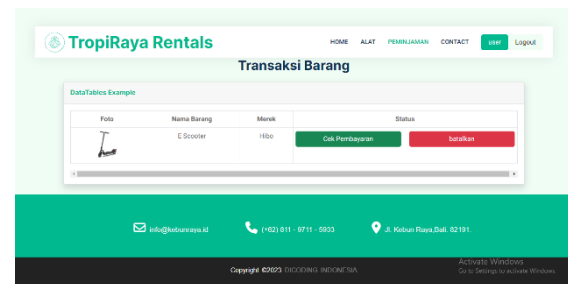 TropiRaya Rentals
HOME ALAT PEMINJAMAN CONTACT user Logout
Transaksi Barang
DataTables Example
Foto Nama Barang Merek Status
E Scooter Hibo Cek Pembayaran batalkan
info@kebunraya.id (+62) 811 - 9711 - 5933 Jl. Kebun Raya,Bali. 82191.
Copyright ©2023 DICODING INDONESIA
Activate Windows
Go to Settings to activate Windows.